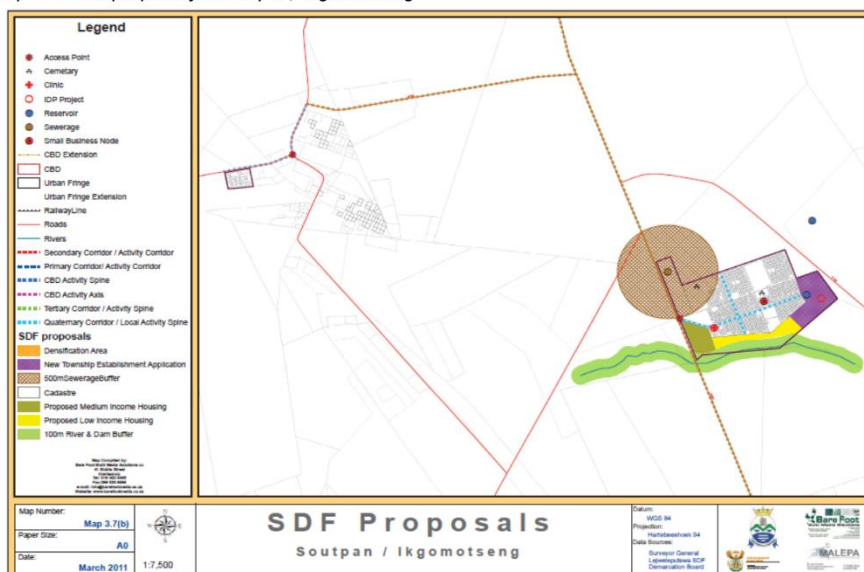 Legend
Access Point
Cemetary
Clinic
IDP Project
Reservoir
Sewerage
Small Business Node
CBD Extension
CBD
Urban Fringe
Urban Fringe Extension
RailwayLine
Roads
Rivers
Secondary Corridor / Activity Corridor
Primary Corridor/ Activity Corridor
CBD Activity Spine
CBD Activity Axis
Tertiary Corridor / Activity Spine
Quaternary Corridor / Local Activity Spine
SDF proposals
Densification Area
New Township Establishment Application
500mSewerageBuffer
Cadastre
Proposed Medium Income Housing
Proposed Low Income Housing
100m River & Dam Buffer
Map Number:
Map 3.7(b)
Paper Size:
A0
Date:
March 2011
1:7,500
SDF Proposals
Soutpan / Ikgomotseng
Datum:
WGS 84
Projection:
Hartebeeshoek 94
Data Sources:
Surveyor General
Lejweleputswa SDF
Demarcation Board
Bare Foot
MALEPA